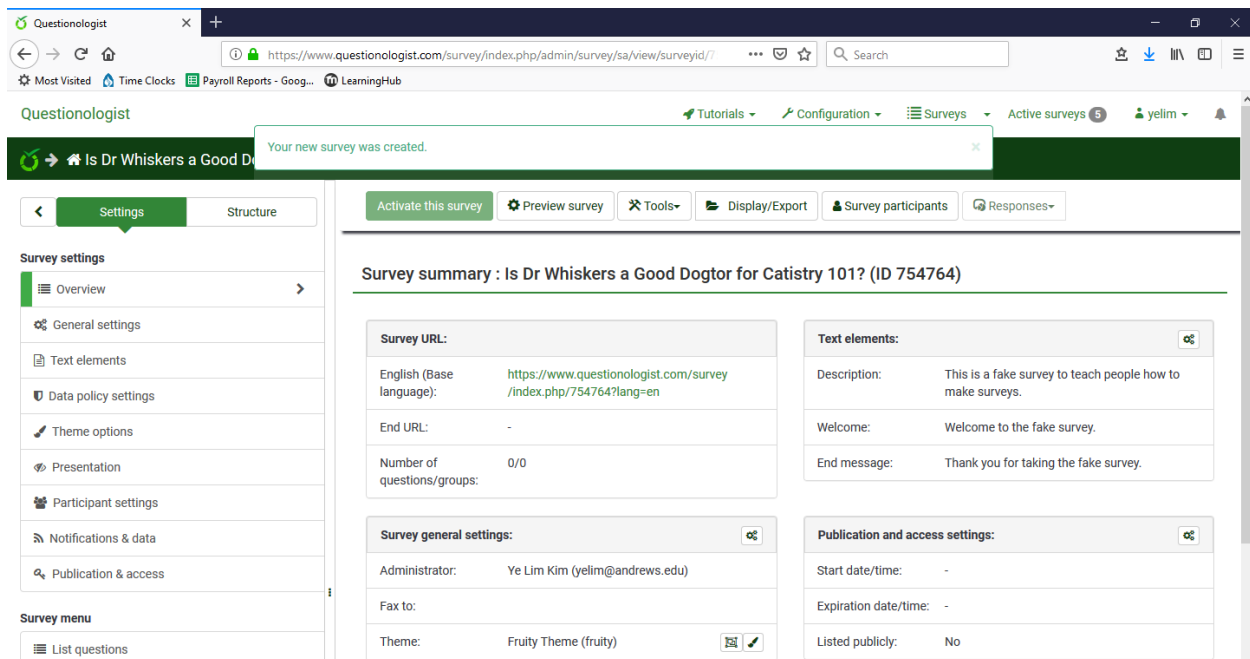 Questionologist
https://www.questionologist.com/survey/index.php/admin/survey/sa/view/surveyid/7
Search
Most Visited Time Clocks Payroll Reports - Goog... LearningHub
Questionologist Tutorials Configuration Surveys Active surveys 5 yelim
Your new survey was created. ×
Is Dr Whiskers a Good D
Settings Structure
Activate this survey Preview survey Tools Display/Export Survey participants Responses
Survey settings
Overview
General settings
Text elements
Data policy settings
Theme options
Presentation
Participant settings
Notifications & data
Publication & access
Survey menu
List questions
Survey summary : Is Dr Whiskers a Good Dogtor for Catistry 101? (ID 754764)
Survey URL:
English (Base
language):
https://www.questionologist.com/survey
/index.php/754764?lang=en
End URL: -
Number of
questions/groups:
0/0
Text elements:
Description:
This is a fake survey to teach people how to
make surveys.
Welcome: Welcome to the fake survey.
End message: Thank you for taking the fake survey.
Survey general settings:
Administrator: Ye Lim Kim (yelim@andrews.edu)
Fax to:
Theme: Fruity Theme (fruity)
Publication and access settings:
Start date/time: -
Expiration date/time: -
Listed publicly: No